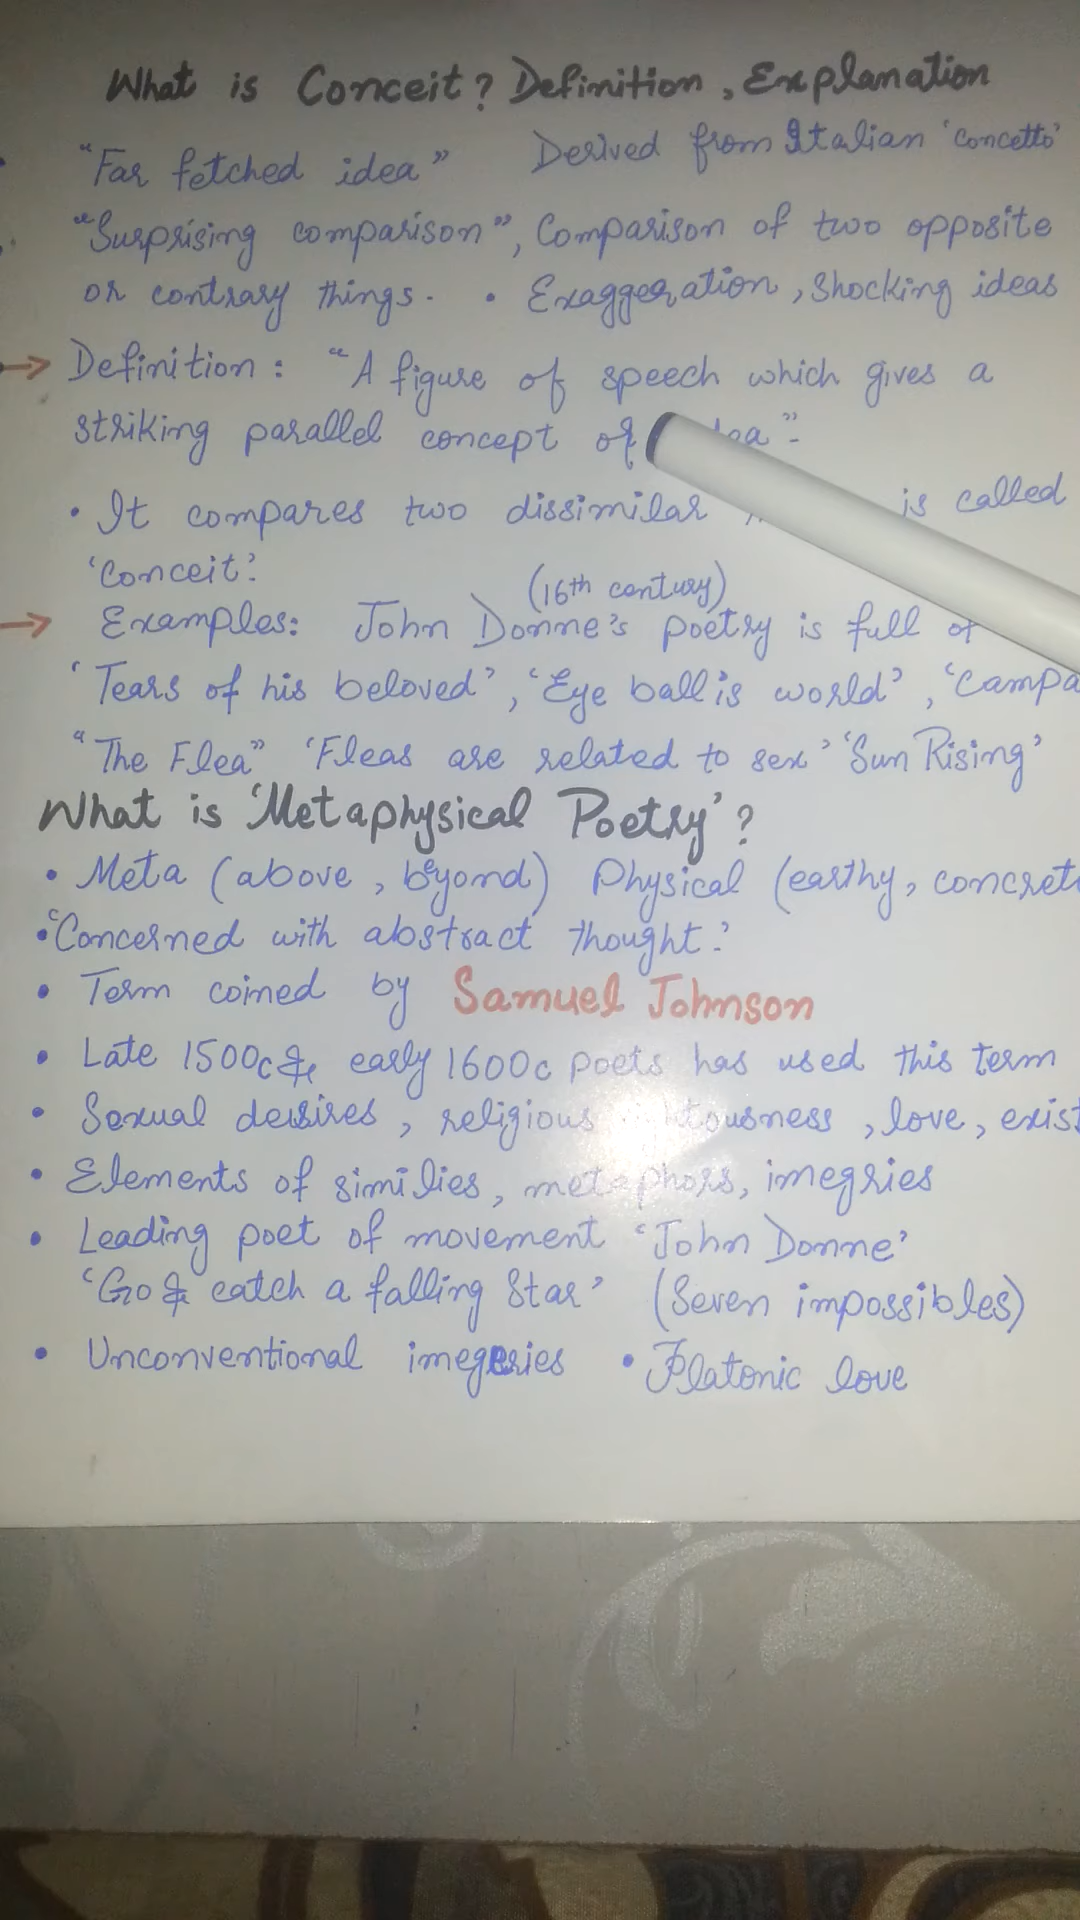 What is Conceit? Definition, Explanation
"Far fetched idea" Derived from Italian 'concetto'
"Surprising comparison", Comparison of two opposite
or contrary things. • Exaggeration, Shocking ideas
→ Definition: "A figure of speech which gives a
striking parallel concept of
• It compares two dissimilar is called
'Conceit'.
(16th century)
→ Examples: John Donne's poetry is full of
'Tears of his beloved', 'Eye ball is world', 'Campa
"The Flea" 'Fleas are related to sex' 'Sun Rising'
What is 'Metaphysical Poetry'?
• Meta (above, beyond) Physical (earthy, concrete
• 'Concerned with abstract thought.'
• Term coined by Samuel Johnson
• Late 1500c & early 1600c poets has used this term
• Sexual desires, religious love, exist
• Elements of similies, metaphors, imegries
• Leading poet of movement 'John Donne'
'Go & catch a falling Star' (Seven impossibles)
• Unconventional imegeries • Platonic love